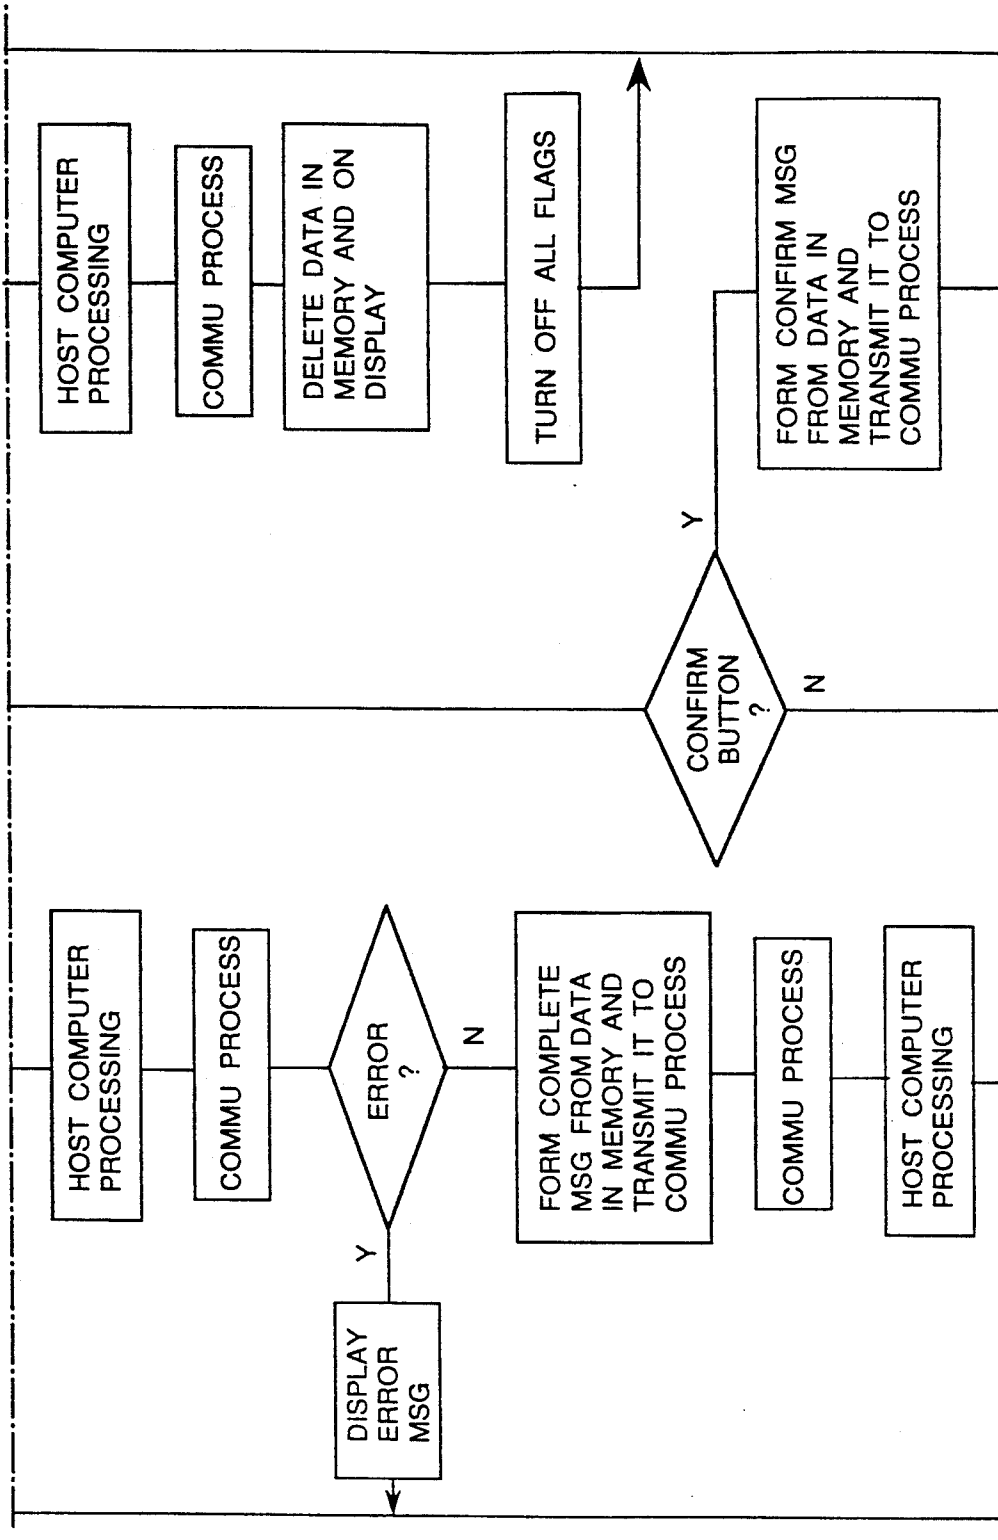 HOST COMPUTER
PROCESSING
COMMU PROCESS
ERROR
?
Y
DISPLAY
ERROR
MSG
N
FORM COMPLETE
MSG FROM DATA
IN MEMORY AND
TRANSMIT IT TO
COMMU PROCESS
COMMU PROCESS
HOST COMPUTER
PROCESSING
HOST COMPUTER
PROCESSING
COMMU PROCESS
DELETE DATA IN
MEMORY AND ON
DISPLAY
TURN OFF ALL FLAGS
CONFIRM
BUTTON
?
Y
N
FORM CONFIRM MSG
FROM DATA IN
MEMORY AND
TRANSMIT IT TO
COMMU PROCESS